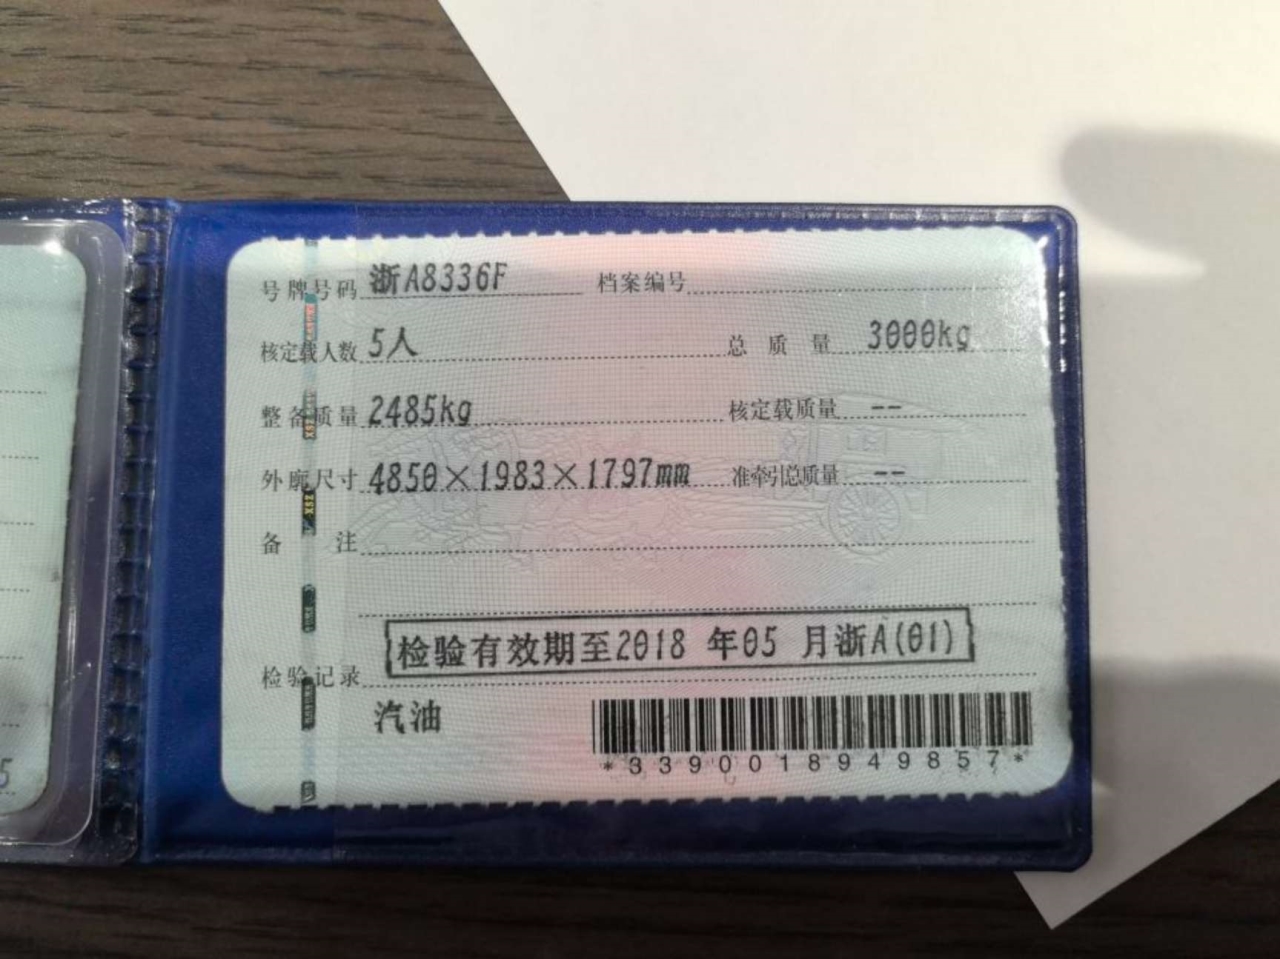 号牌号码 浙A8336F 档案编号
核定载人数 5人 总质量 3000kg
整备质量 2485kg 核定载质量 --
外廓尺寸 4850×1983×1797mm 准牵引总质量 --
备注
检验有效期至2018 年05 月浙A(01)
检验记录
汽油
*3390018949857*
5